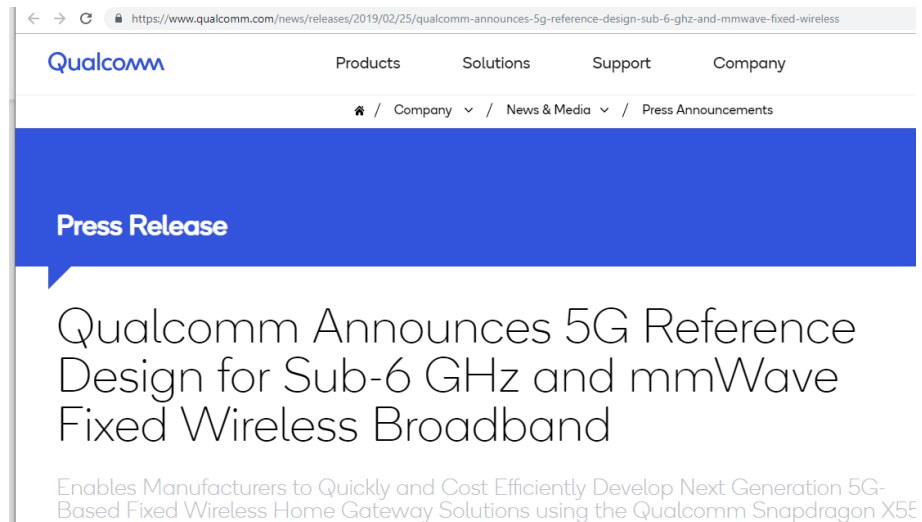 https://www.qualcomm.com/news/releases/2019/02/25/qualcomm-announces-5g-reference-design-sub-6-ghz-and-mmwave-fixed-wireless
Qualcomm Products Solutions Support Company
/ Company / News & Media / Press Announcements
Press Release
Qualcomm Announces 5G Reference
Design for Sub-6 GHz and mmWave
Fixed Wireless Broadband
Enables Manufacturers to Quickly and Cost Efficiently Develop Next Generation 5G-
Based Fixed Wireless Home Gateway Solutions using the Qualcomm Snapdragon X55